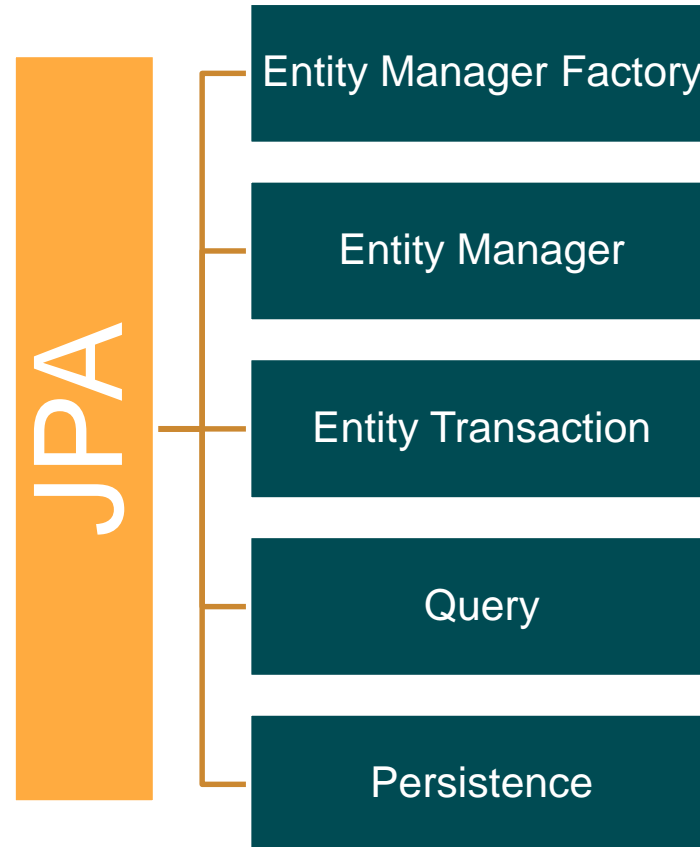 JPA
Entity Manager Factory
Entity Manager
Entity Transaction
Query
Persistence